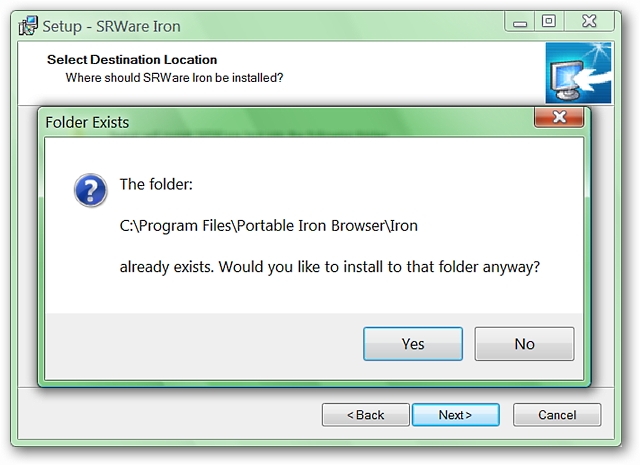 Setup - SRWare Iron
Select Destination Location
Where should SRWare Iron be installed?
Folder Exists
The folder:
C:\Program Files\Portable Iron Browser\Iron
already exists. Would you like to install to that folder anyway?
Yes
No
< Back
Next >
Cancel